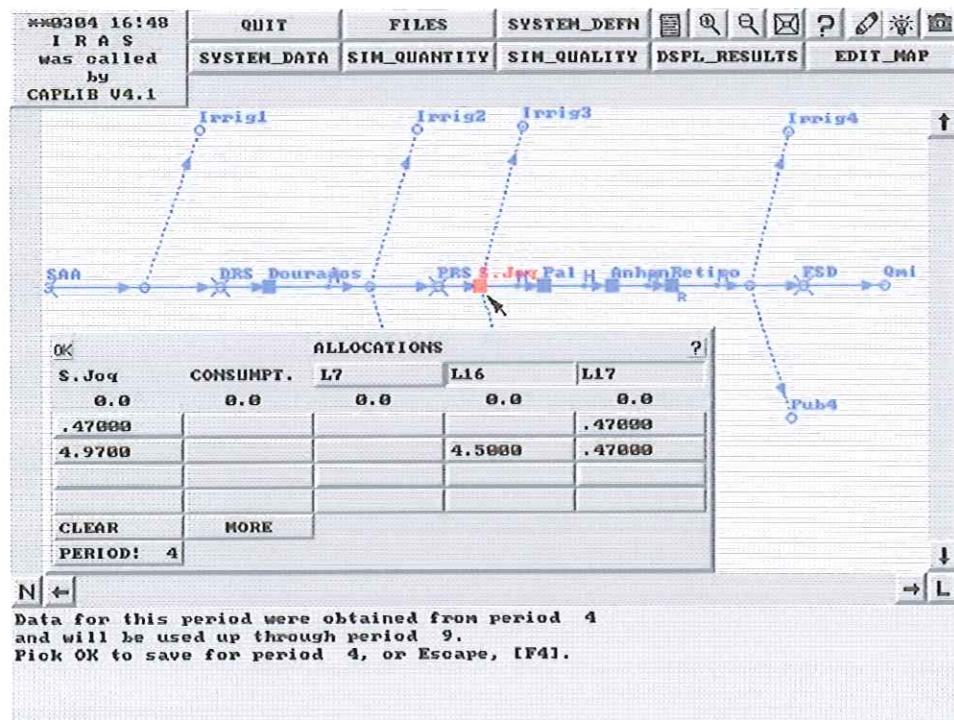 **0304 16:48
I R A S
was called
by
CAPLIB V4.1
QUIT FILES SYSTEM_DEFN ?
SYSTEM_DATA SIM_QUANTITY SIM_QUALITY DSPL_RESULTS EDIT_MAP
Irrig1 Irrig2 Irrig3 Irrig4
SAA DRS Dourados PRS S.Joq Pal H Retiro ESD Qmi
R
Pub4
OK ALLOCATIONS ?
S.Joq CONSUMPT. L7 L16 L17
0.0 0.0 0.0 0.0 0.0
.47000 .47000
4.9700 4.5000 .47000
CLEAR MORE
PERIOD: 4
N L
Data for this period were obtained from period 4
and will be used up through period 9.
Pick OK to save for period 4, or Escape, [F4].